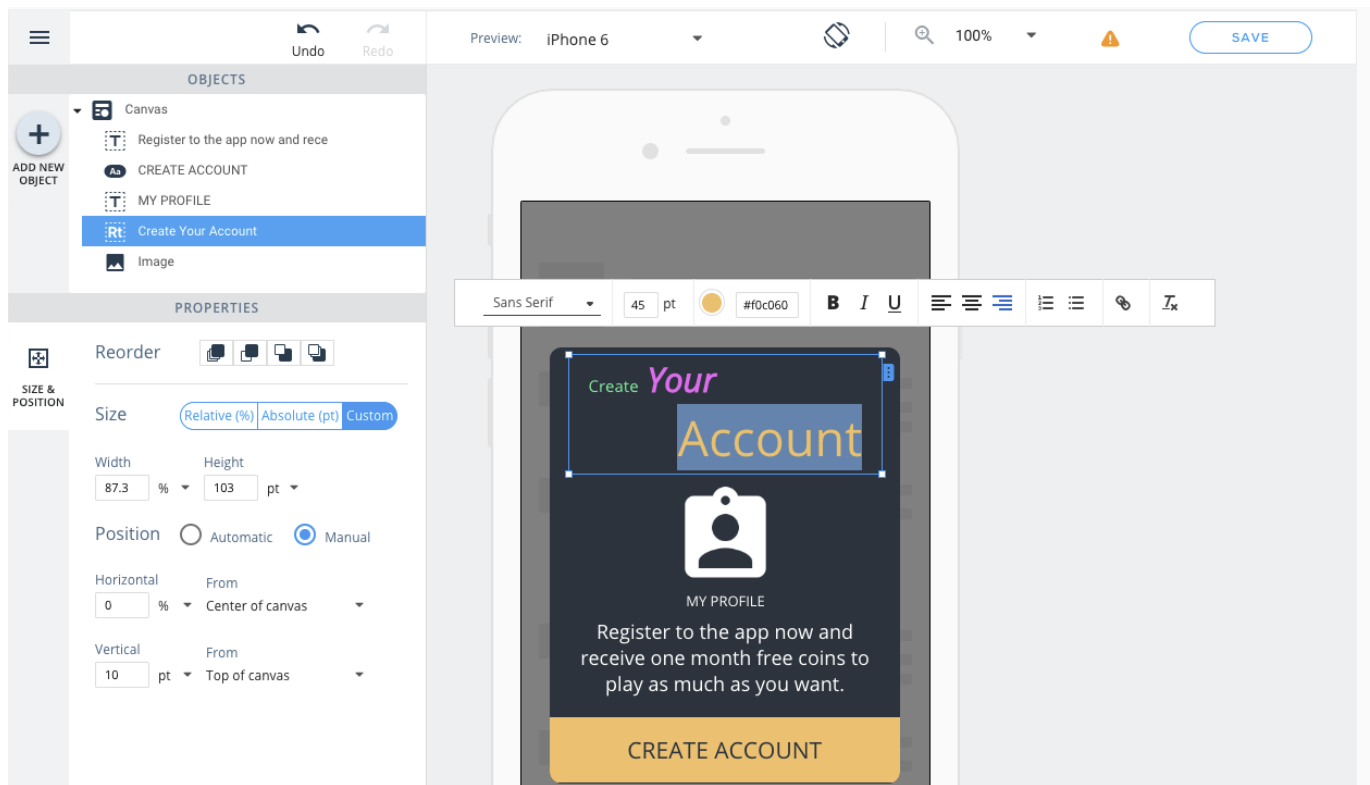 Undo
Redo
Preview: iPhone 6
100%
SAVE
OBJECTS
ADD NEW
OBJECT
Canvas
T Register to the app now and rece
Aa CREATE ACCOUNT
T MY PROFILE
Rt Create Your Account
Image
PROPERTIES
SIZE &
POSITION
Reorder
Size Relative (%) Absolute (pt) Custom
Width Height
87.3 % 103 pt
Position Automatic Manual
Horizontal From
0 % Center of canvas
Vertical From
10 pt Top of canvas
Sans Serif 45 pt #f0c060 B I U Tx
Create Your
Account
MY PROFILE
Register to the app now and
receive one month free coins to
play as much as you want.
CREATE ACCOUNT